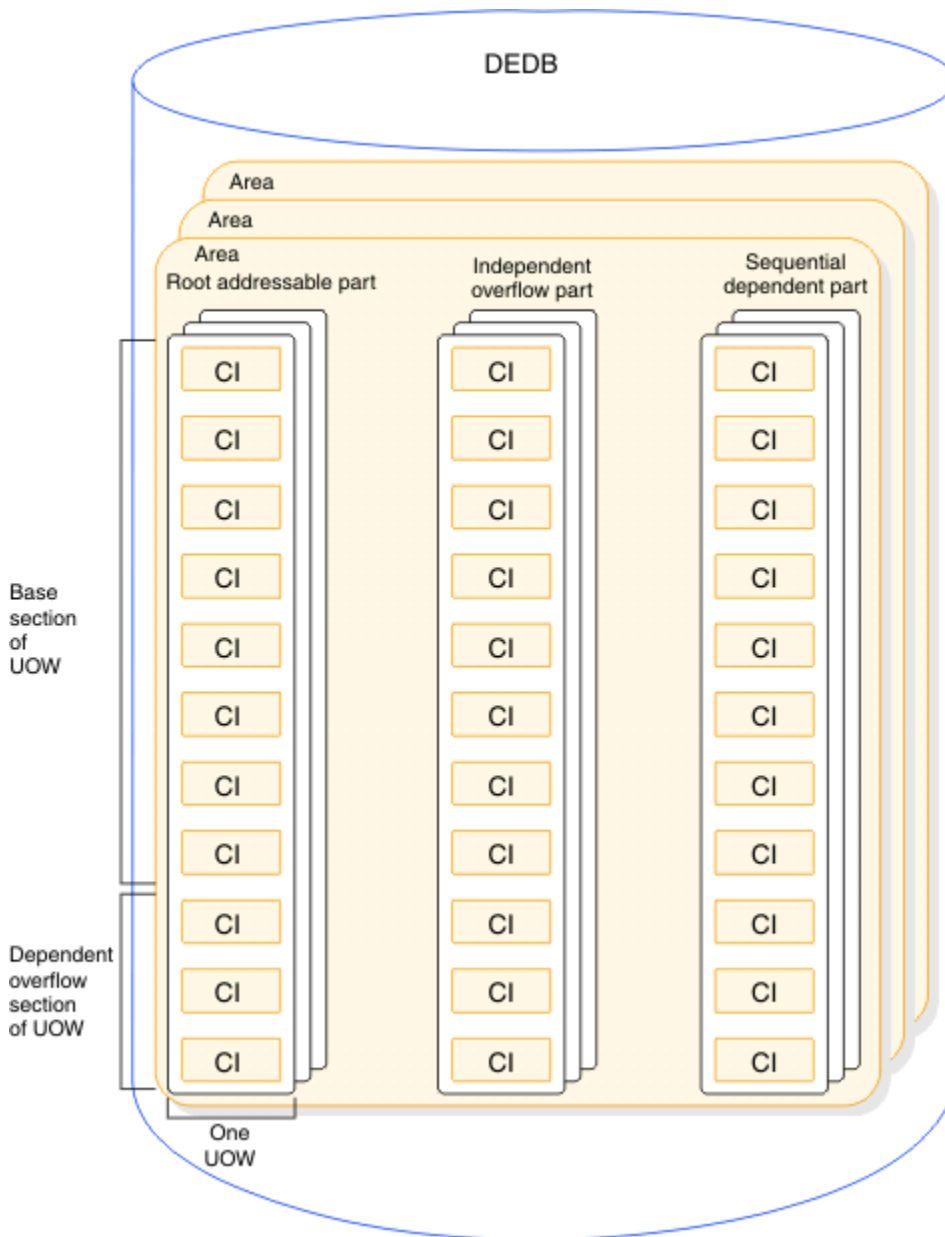 DEDB
Area
Area
Area
Root addressable part
Independent
overflow part
Sequential
dependent part
CI CI CI
CI CI CI
CI CI CI
CI CI CI
CI CI CI
CI CI CI
CI CI CI
CI CI CI
CI CI CI
CI CI CI
CI CI CI
Base
section
of
UOW
Dependent
overflow
section
of UOW
One
UOW